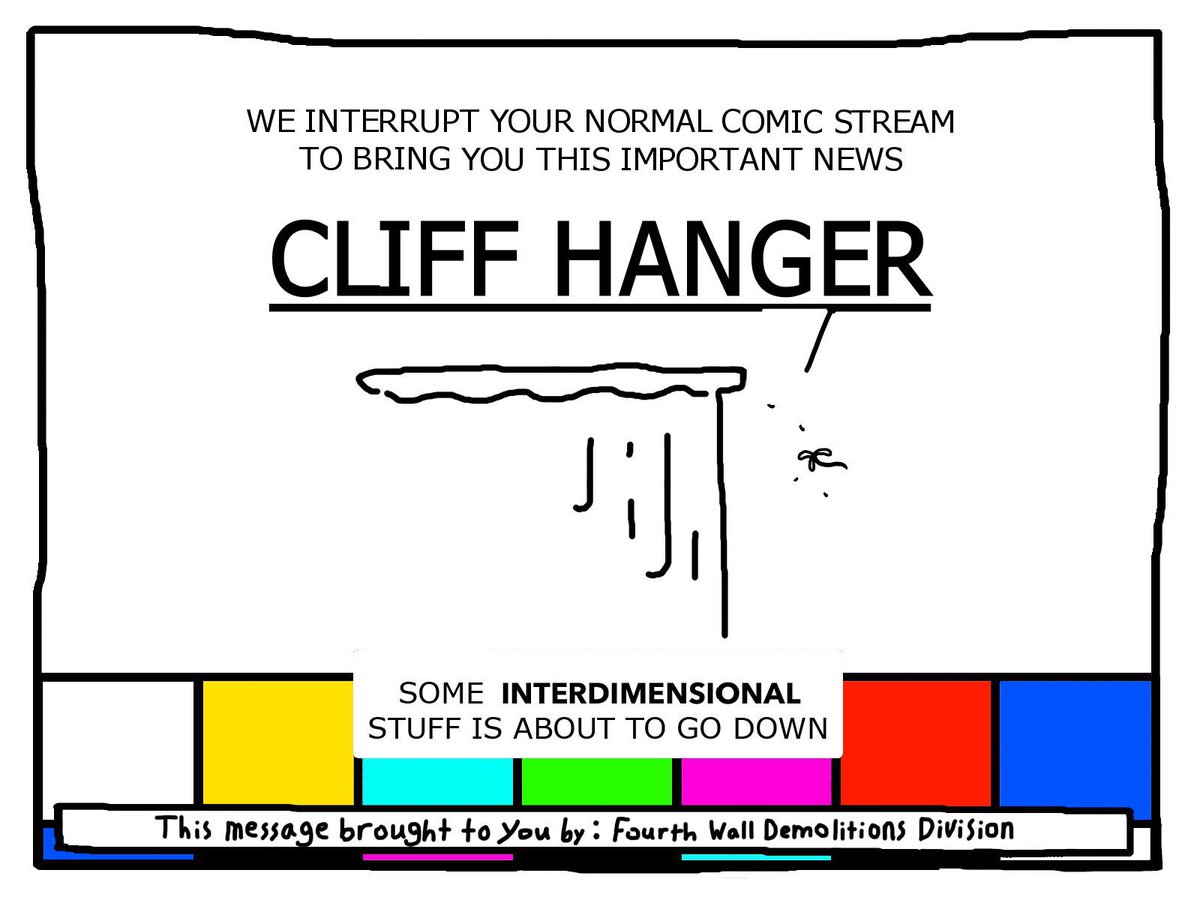 WE INTERRUPT YOUR NORMAL COMIC STREAM
TO BRING YOU THIS IMPORTANT NEWS
CLIFF HANGER
SOME INTERDIMENSIONAL
STUFF IS ABOUT TO GO DOWN
This message brought to you by: Fourth Wall Demolitions Division